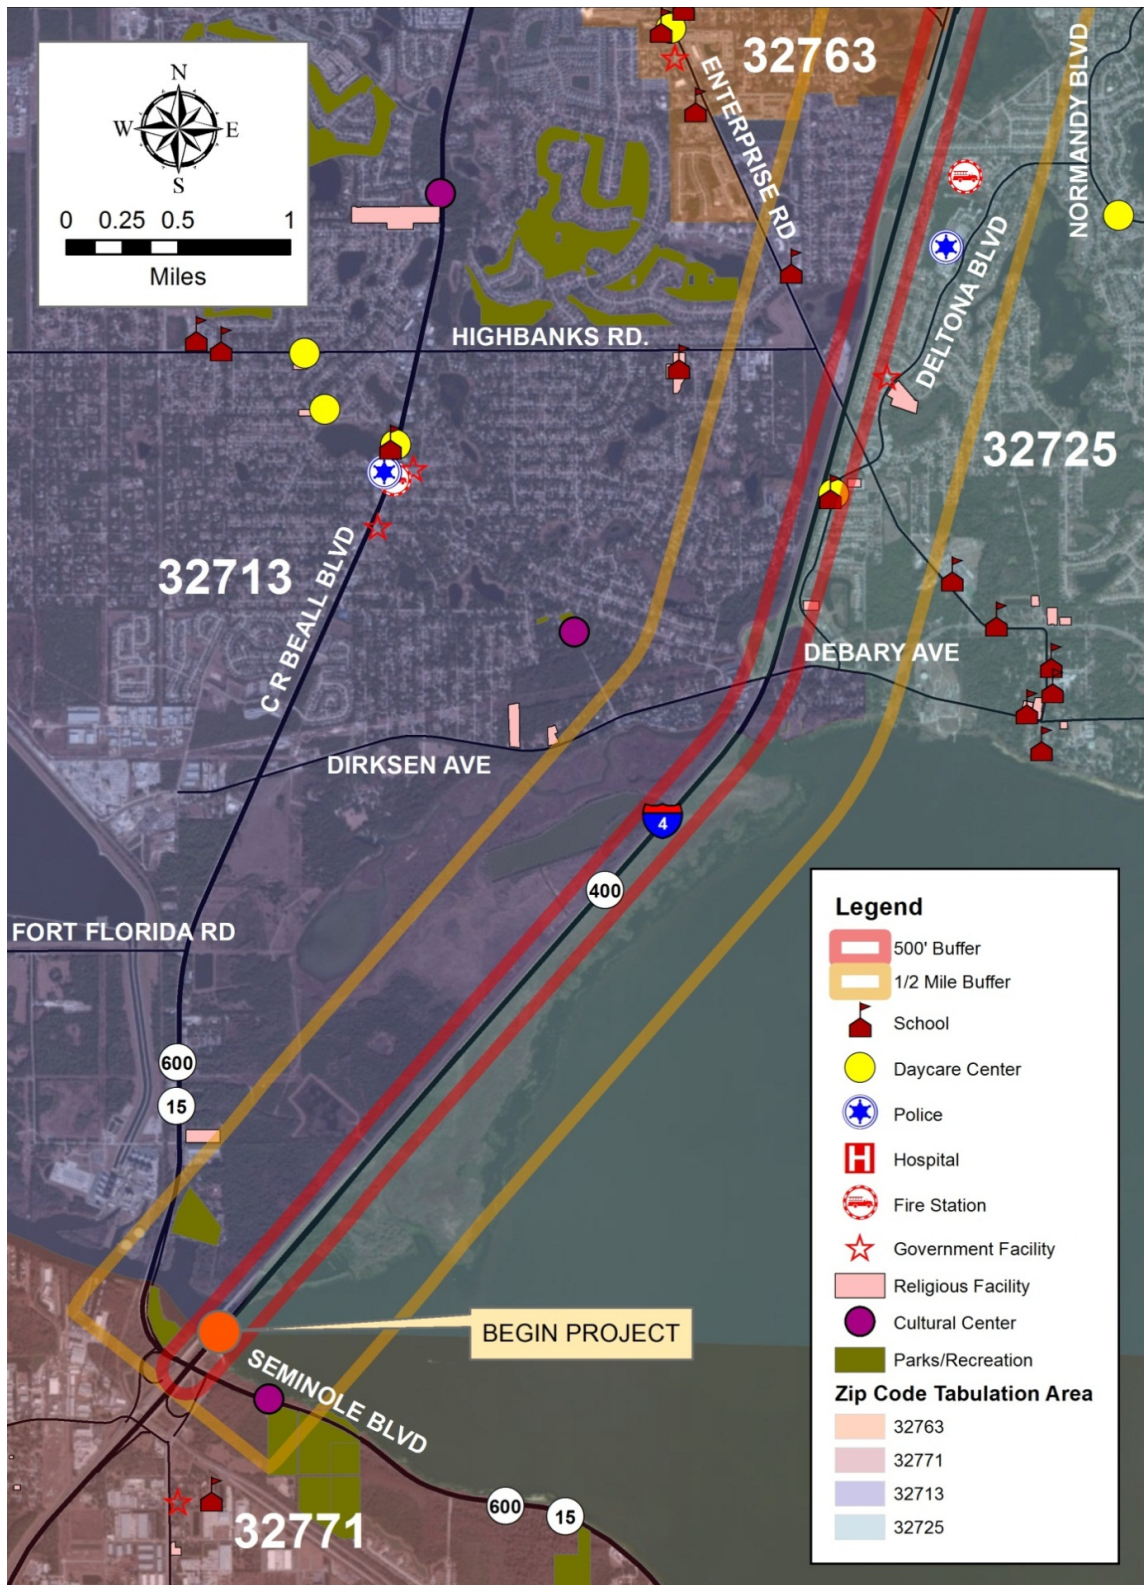 32763
ENTERPRISE RD
NORMANDY BLVD
N
W
E
S
0 0.25 0.5 1
Miles
DELTONA BLVD
HIGHBANKS RD.
32725
32713
C R BEALL BLVD
DEBARY AVE
DIRKSEN AVE
4
400
FORT FLORIDA RD
600
15
BEGIN PROJECT
SEMINOLE BLVD
600
15
32771
Legend
500' Buffer
1/2 Mile Buffer
School
Daycare Center
Police
H
Hospital
Fire Station
Government Facility
Religious Facility
Cultural Center
Parks/Recreation
Zip Code Tabulation Area
32763
32771
32713
32725